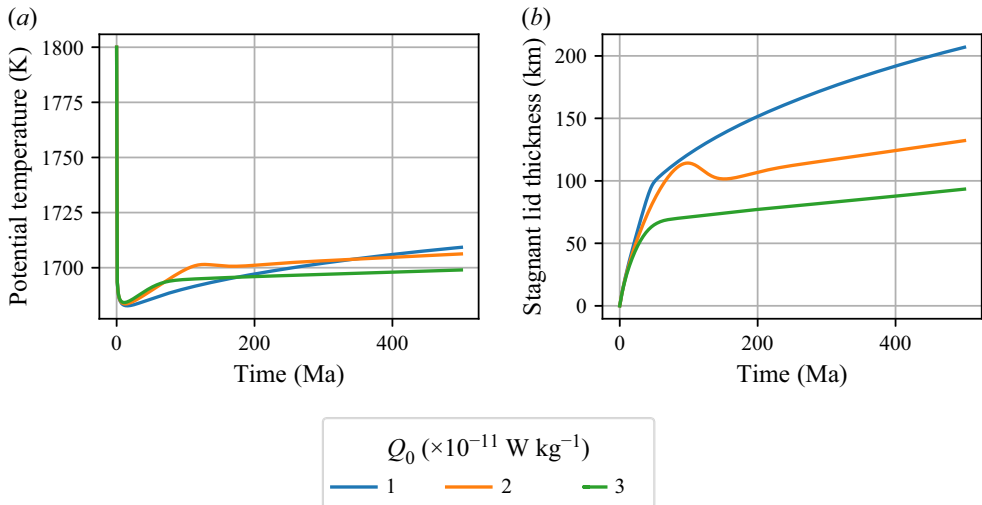 (a)
1800
1775
1750
1725
1700
Potential temperature (K)
0
200
400
Time (Ma)
(b)
200
150
100
50
0
Stagnant lid thickness (km)
0
200
400
Time (Ma)
Q₀ (×10⁻¹¹ W kg⁻¹)
1 2 3